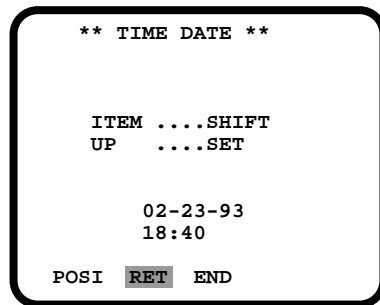 ** TIME DATE **
ITEM ....SHIFT
UP ....SET
02-23-93
18:40
POSI RET END